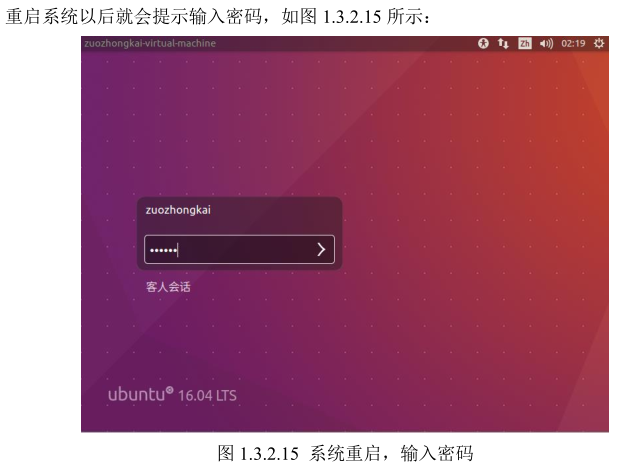 重启系统以后就会提示输入密码，如图 1.3.2.15 所示：
zuozhongkai-virtual-machine
Zh
02:19
zuozhongkai
••••••
客人会话
ubuntu® 16.04 LTS
图 1.3.2.15 系统重启，输入密码